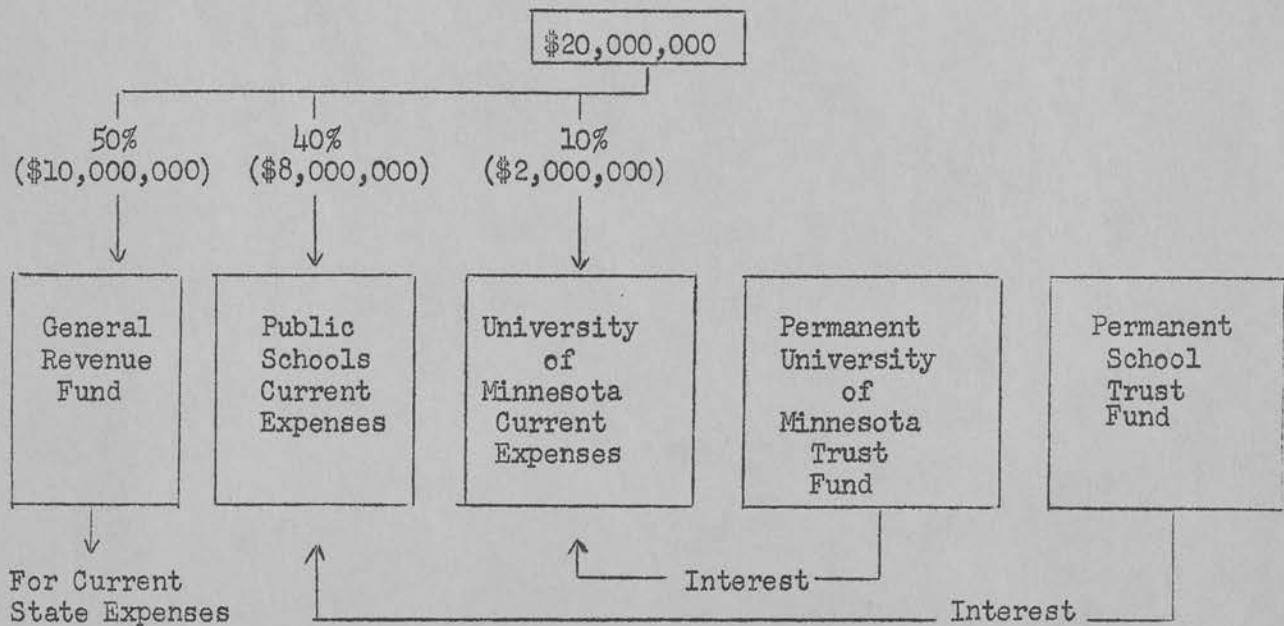 $20,000,000
50%
($10,000,000)
40%
($8,000,000)
10%
($2,000,000)
General
Revenue
Fund
Public
Schools
Current
Expenses
University
of
Minnesota
Current
Expenses
Permanent
University
of
Minnesota
Trust
Fund
Permanent
School
Trust
Fund
For Current
State Expenses
Interest
Interest